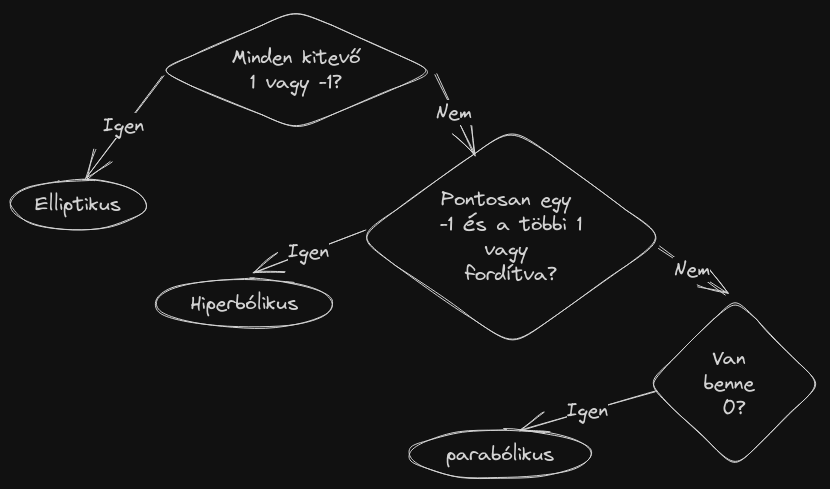 Minden kitevő
1 vagy -1?
Igen
Nem
Elliptikus
Pontosan egy
-1 és a többi 1
vagy
fordítva?
Igen
Nem
Hiperbólikus
Van
benne
0?
Igen
parabólikus